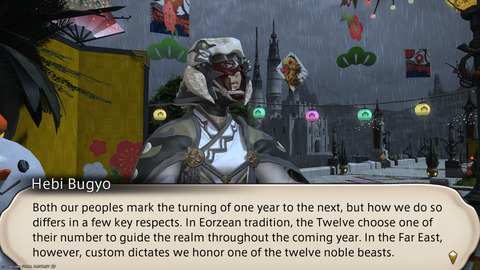 Hebi Bugyo
Both our peoples mark the turning of one year to the next, but how we do so
differs in a few key respects. In Eorzean tradition, the Twelve choose one of
their number to guide the realm throughout the coming year. In the Far East,
however, custom dictates we honor one of the twelve noble beasts.